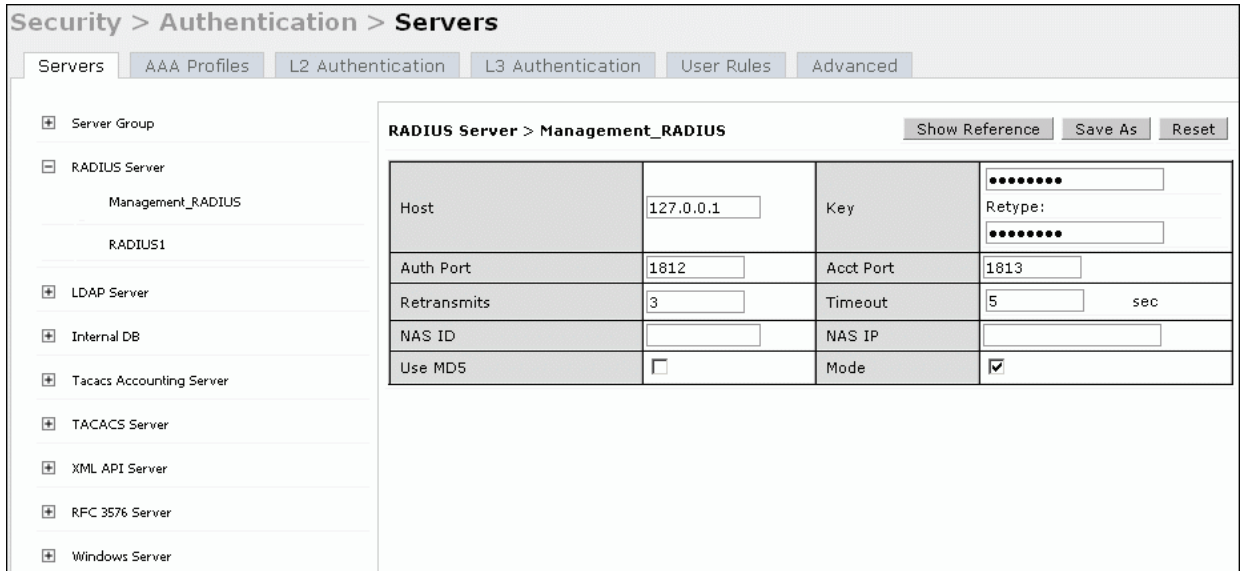 Security > Authentication > Servers
Servers AAA Profiles L2 Authentication L3 Authentication User Rules Advanced
Server Group
RADIUS Server
Management_RADIUS
RADIUS1
LDAP Server
Internal DB
Tacacs Accounting Server
TACACS Server
XML API Server
RFC 3576 Server
Windows Server
RADIUS Server > Management_RADIUS Show Reference Save As Reset
Host 127.0.0.1 Key ••••••••
Retype:
••••••••
Auth Port 1812 Acct Port 1813
Retransmits 3 Timeout 5 sec
NAS ID NAS IP
Use MD5 Mode